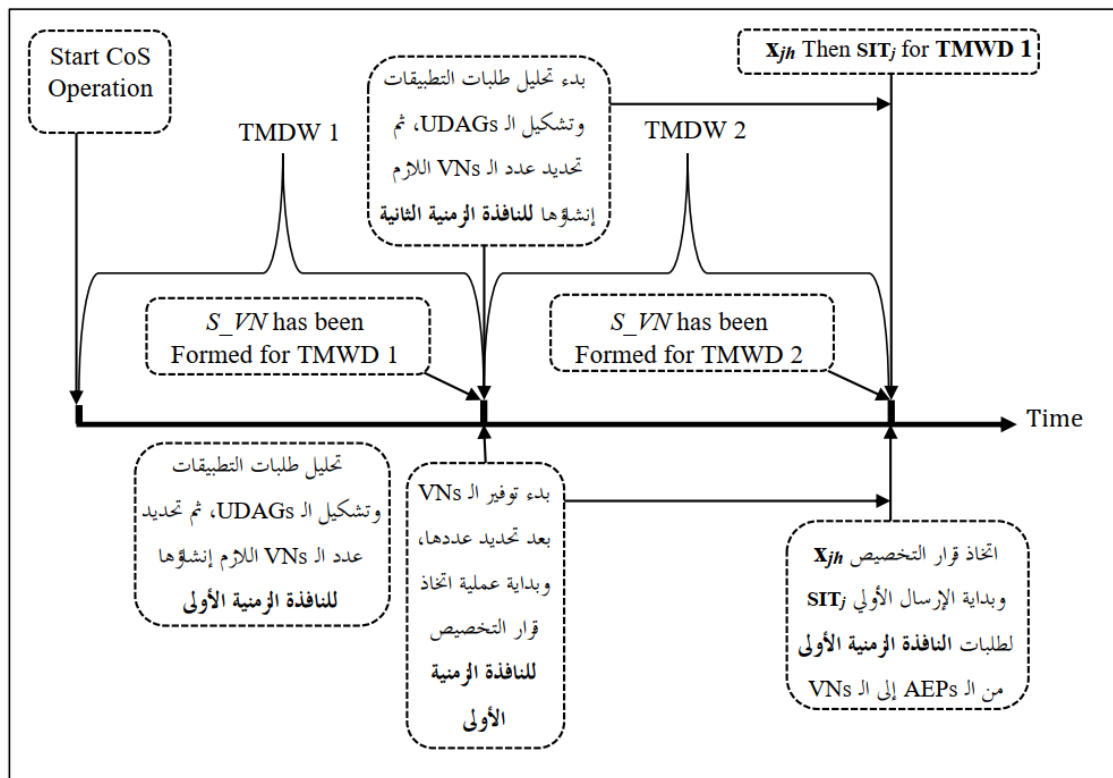 Start CoS
Operation
TMDW 1
بدء تحليل طلبات التطبيقات
وتشكيل الـ UDAGs، ثم
تحديد عدد الـ VNs اللازم
إنشاؤها للنافذة الزمنية الثانية
TMDW 2
x_jh Then SIT_j for TMWD 1
S_VN has been
Formed for TMWD 1
S_VN has been
Formed for TMWD 2
Time
تحليل طلبات التطبيقات
وتشكيل الـ UDAGs، ثم تحديد
عدد الـ VNs اللازم إنشاؤها
للنافذة الزمنية الأولى
بدء توفير الـ VNs
بعد تحديد عددها،
وبداية عملية اتخاذ
قرار التخصيص
للنافذة الزمنية
الأولى
اتخاذ قرار التخصيص x_jh
وبداية الإرسال الأولي SIT_j
لطلبات النافذة الزمنية الأولى
من الـ AEPs إلى الـ VNs